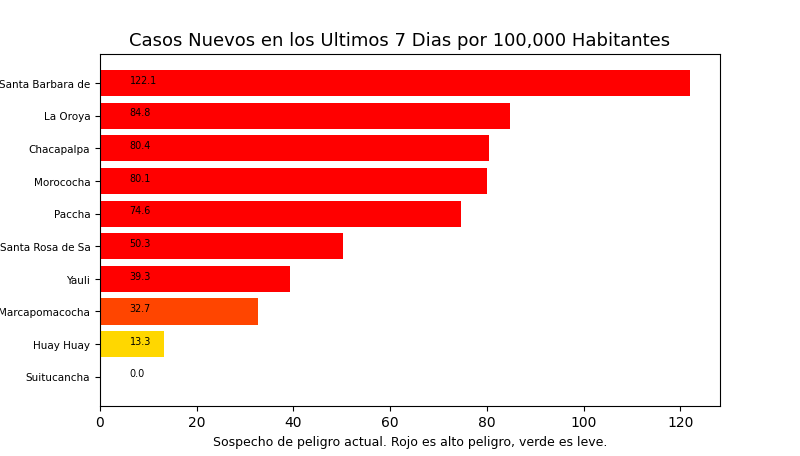 Casos Nuevos en los Ultimos 7 Dias por 100,000 Habitantes
Santa Barbara de 122.1
La Oroya 84.8
Chacapalpa 80.4
Morococha 80.1
Paccha 74.6
Santa Rosa de Sa 50.3
Yauli 39.3
Marcapomacocha 32.7
Huay Huay 13.3
Suitucancha 0.0
0 20 40 60 80 100 120
Sospecho de peligro actual. Rojo es alto peligro, verde es leve.